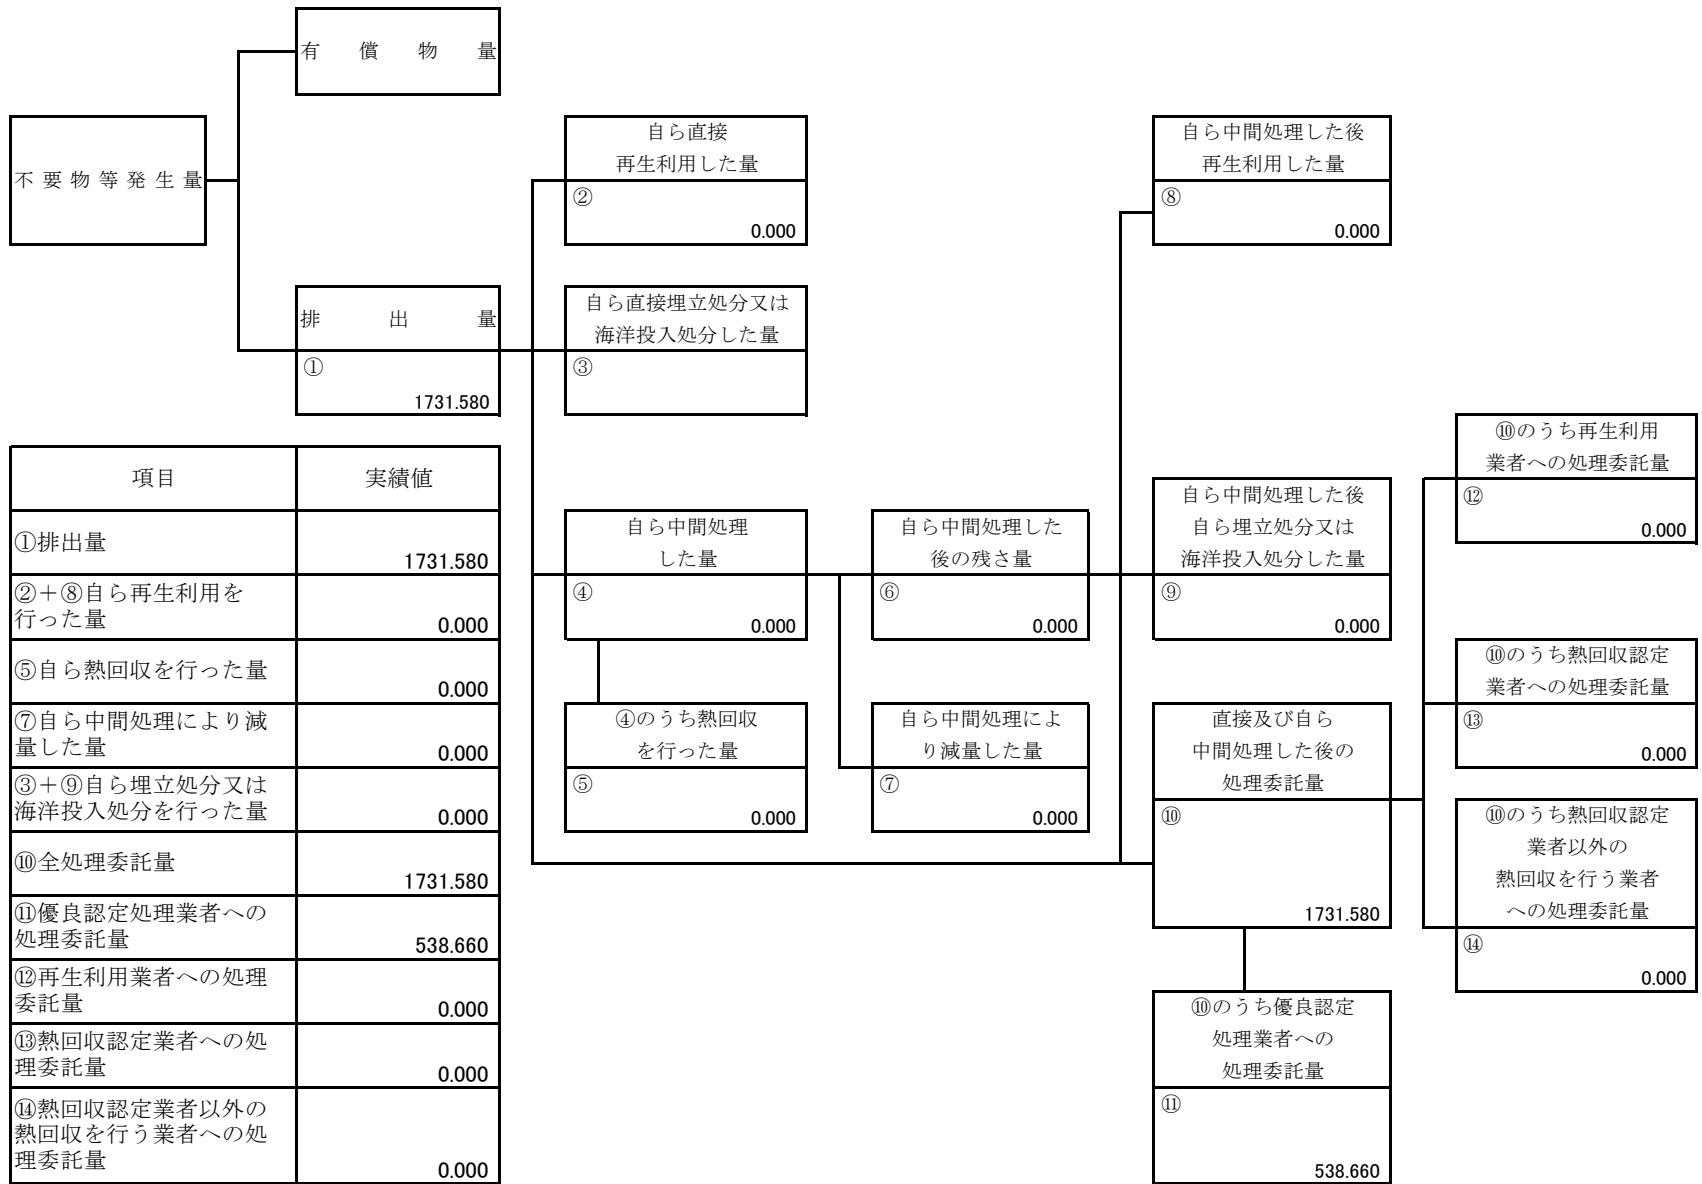 有償物量
不要物等発生量
排出量
①
1731.580
自ら直接
再生利用した量
②
0.000
自ら直接埋立処分又は
海洋投入処分した量
③
自ら中間処理
した量
④
0.000
④のうち熱回収
を行った量
⑤
0.000
自ら中間処理した
後の残さ量
⑥
0.000
自ら中間処理によ
り減量した量
⑦
0.000
自ら中間処理した後
再生利用した量
⑧
0.000
自ら中間処理した後
自ら埋立処分又は
海洋投入処分した量
⑨
0.000
直接及び自ら
中間処理した後の
処理委託量
⑩
1731.580
⑩のうち優良認定
処理業者への
処理委託量
⑪
538.660
⑩のうち再生利用
業者への処理委託量
⑫
0.000
⑩のうち熱回収認定
業者への処理委託量
⑬
0.000
⑩のうち熱回収認定
業者以外の
熱回収を行う業者
への処理委託量
⑭
0.000
項目 実績値
①排出量
1731.580
②+⑧自ら再生利用を
行った量
0.000
⑤自ら熱回収を行った量
0.000
⑦自ら中間処理により減
量した量
0.000
③+⑨自ら埋立処分又は
海洋投入処分を行った量
0.000
⑩全処理委託量
1731.580
⑪優良認定処理業者への
処理委託量
538.660
⑫再生利用業者への処理
委託量
0.000
⑬熱回収認定業者への処
理委託量
0.000
⑭熱回収認定業者以外の
熱回収を行う業者への処
理委託量
0.000